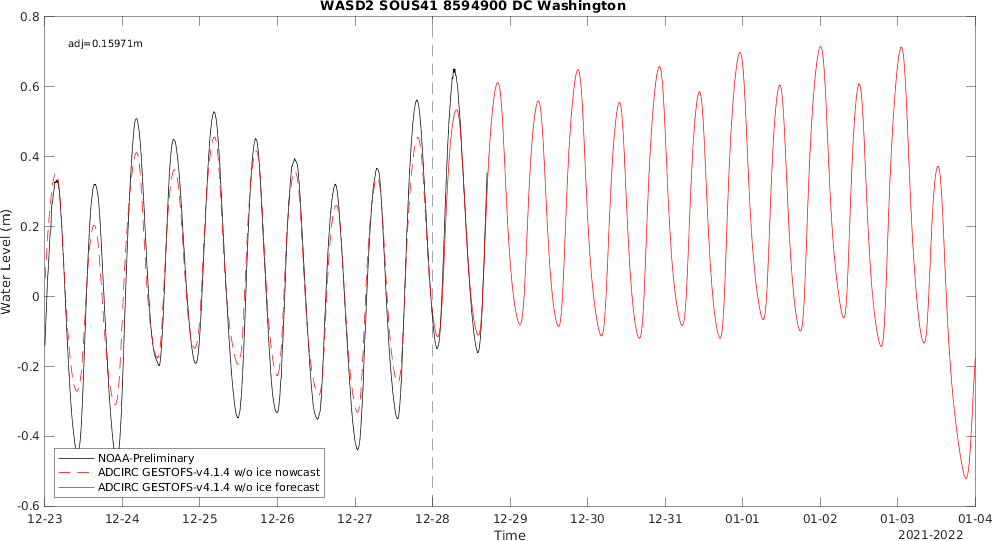 WASD2 SOUS41 8594900 DC Washington
adj=0.15971m
0.8
0.6
0.4
0.2
0
-0.2
-0.4
-0.6
Water Level (m)
NOAA-Preliminary
ADCIRC GESTOFS-v4.1.4 w/o ice nowcast
ADCIRC GESTOFS-v4.1.4 w/o ice forecast
12-23 12-24 12-25 12-26 12-27 12-28 12-29 12-30 12-31 01-01 01-02 01-03 01-04
Time
2021-2022